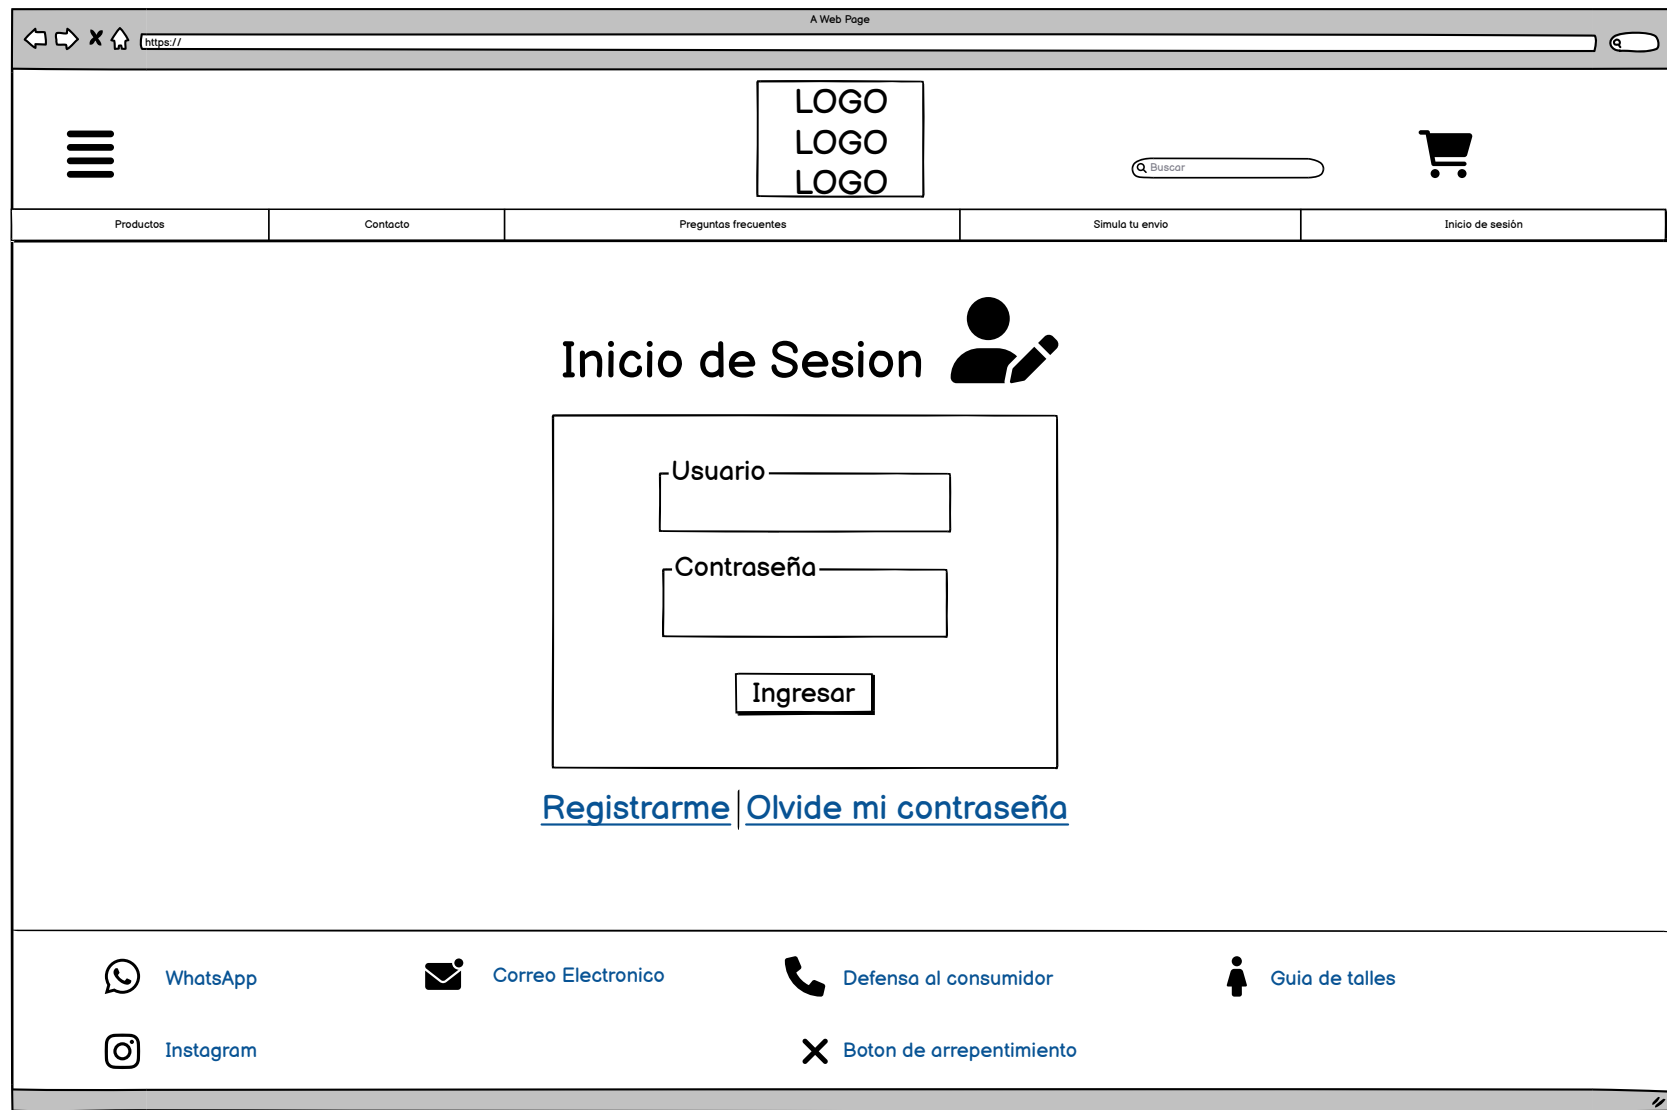 A Web Page
https://
LOGO
LOGO
LOGO
Buscar
Productos
Contacto
Preguntas frecuentes
Simula tu envio
Inicio de sesión
Inicio de Sesion
Usuario
Contraseña
Ingresar
Registrarme
Olvide mi contraseña
WhatsApp
Correo Electronico
Defensa al consumidor
Guia de talles
Instagram
Boton de arrepentimiento